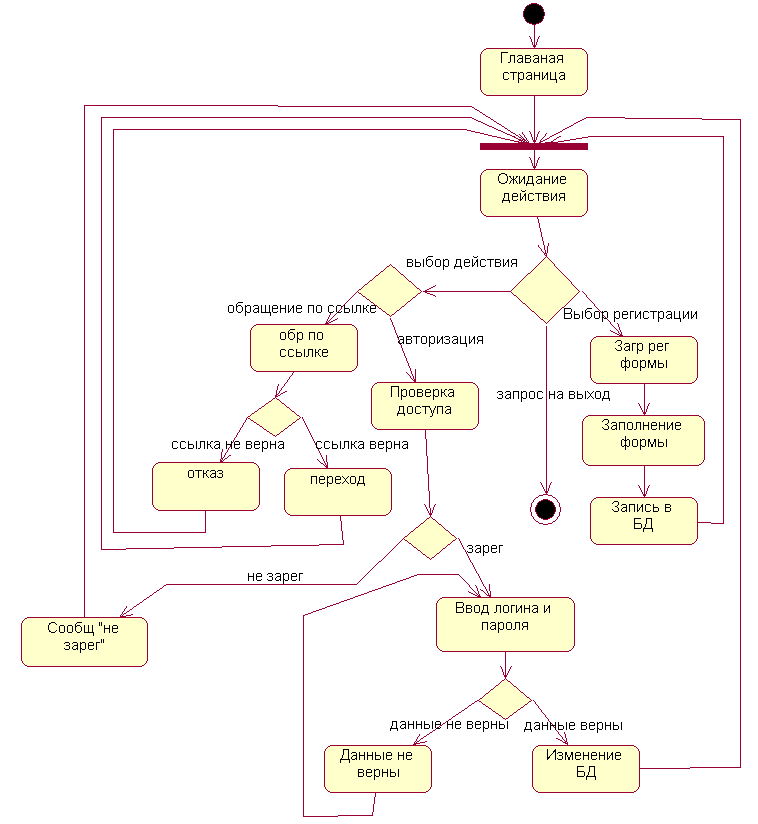 Главаная
страница
Ожидание
действия
выбор действия
обращение по ссылке
Выбор регистрации
обр по
ссылке
авторизация
Загр рег
формы
Проверка
доступа
запрос на выход
Заполнение
формы
ссылка не верна
ссылка верна
отказ
переход
Запись в
БД
зарег
не зарег
Ввод логина и
пароля
Сообщ "не
зарег"
данные не верны
данные верны
Данные не
верны
Изменение
БД